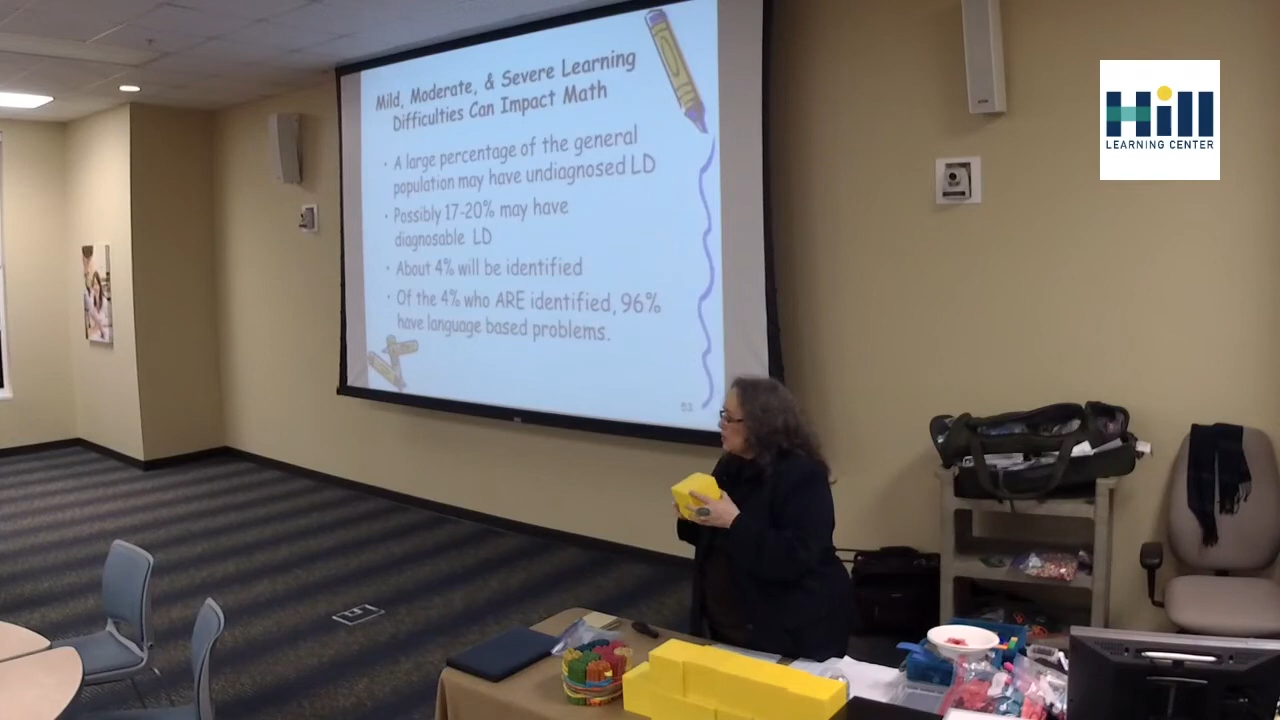 Mild, Moderate, & Severe Learning
Difficulties Can Impact Math
• A large percentage of the general
population may have undiagnosed LD
• Possibly 17-20% may have
diagnosable LD
• About 4% will be identified
• Of the 4% who ARE identified, 96%
have language based problems.
53
Hill
LEARNING CENTER